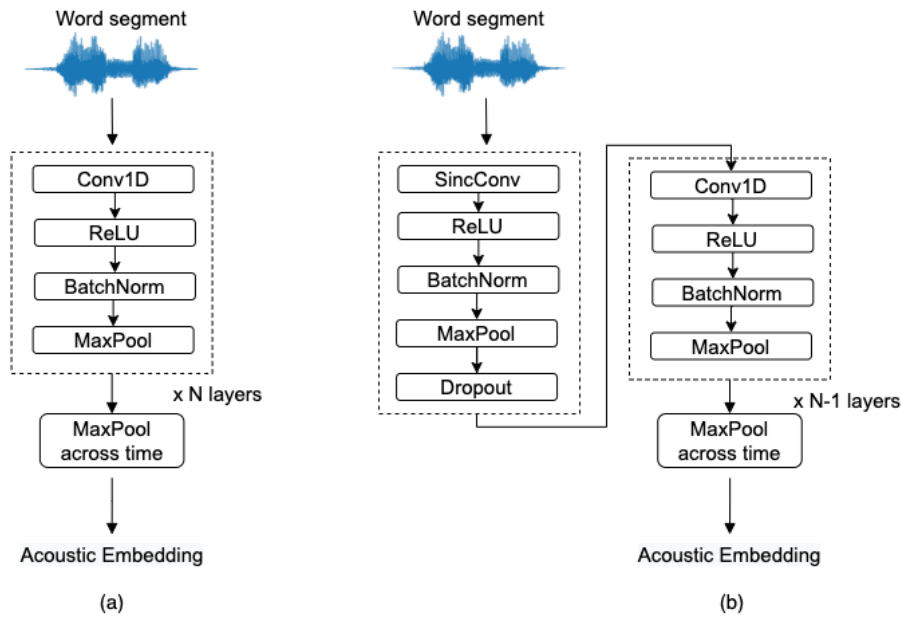 Word segment
Conv1D
ReLU
BatchNorm
MaxPool
x N layers
MaxPool
across time
Acoustic Embedding
(a)
Word segment
SincConv
ReLU
BatchNorm
MaxPool
Dropout
Conv1D
ReLU
BatchNorm
MaxPool
x N-1 layers
MaxPool
across time
Acoustic Embedding
(b)